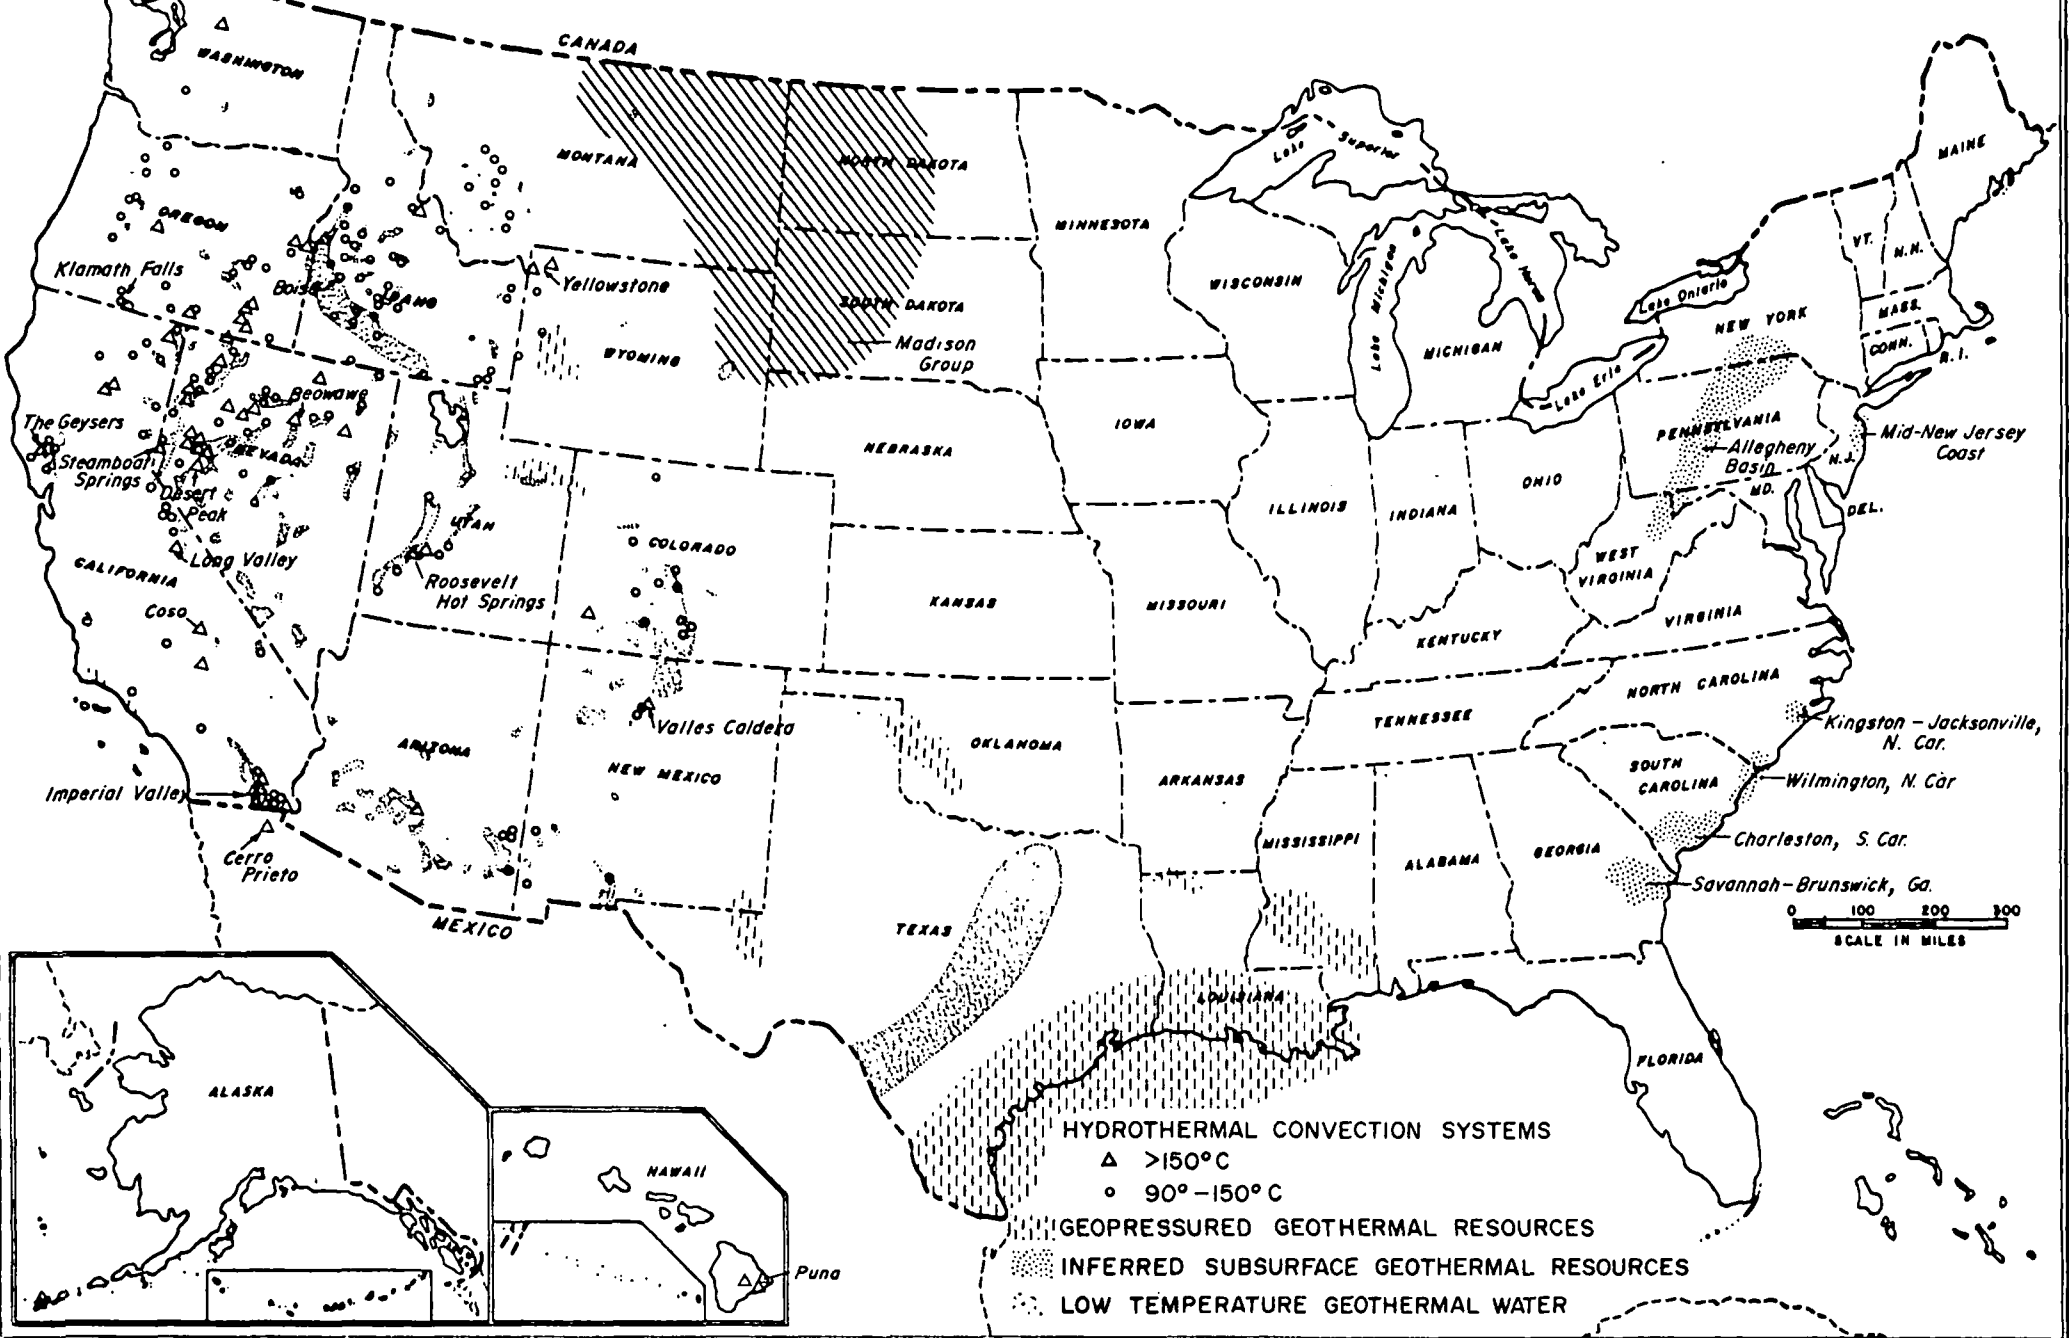 CANADA
WASHINGTON
MONTANA
NORTH DAKOTA
MINNESOTA
Lake Superior
MAINE
OREGON
Klamath Falls
Boise
IDAHO
Yellowstone
WYOMING
SOUTH DAKOTA
Madison
Group
WISCONSIN
Lake Michigan
Lake Huron
MICHIGAN
Lake Ontario
Lake Erie
NEW YORK
VT.
N.H.
MASS.
CONN.
R.I.
The Geysers
Beowawe
Steamboat
Springs
NEVADA
Desert
Peak
Long Valley
CALIFORNIA
Coso
UTAH
Roosevelt
Hot Springs
COLORADO
NEBRASKA
IOWA
KANSAS
MISSOURI
ILLINOIS
INDIANA
OHIO
PENNSYLVANIA
Allegheny
Basin
Mid-New Jersey
Coast
N.J.
MD.
DEL.
WEST
VIRGINIA
VIRGINIA
KENTUCKY
TENNESSEE
NORTH CAROLINA
Kingston - Jacksonville,
N. Car.
SOUTH
CAROLINA
Wilmington, N. Car
Charleston, S. Car.
Savannah-Brunswick, Ga.
0 100 200 300
SCALE IN MILES
Imperial Valley
Cerro
Prieto
ARIZONA
NEW MEXICO
Valles Caldera
OKLAHOMA
ARKANSAS
MISSISSIPPI
ALABAMA
GEORGIA
MEXICO
TEXAS
LOUISIANA
FLORIDA
ALASKA
HAWAII
Puna
HYDROTHERMAL CONVECTION SYSTEMS
>150°C
90°-150°C
GEOPRESSURED GEOTHERMAL RESOURCES
INFERRED SUBSURFACE GEOTHERMAL RESOURCES
LOW TEMPERATURE GEOTHERMAL WATER